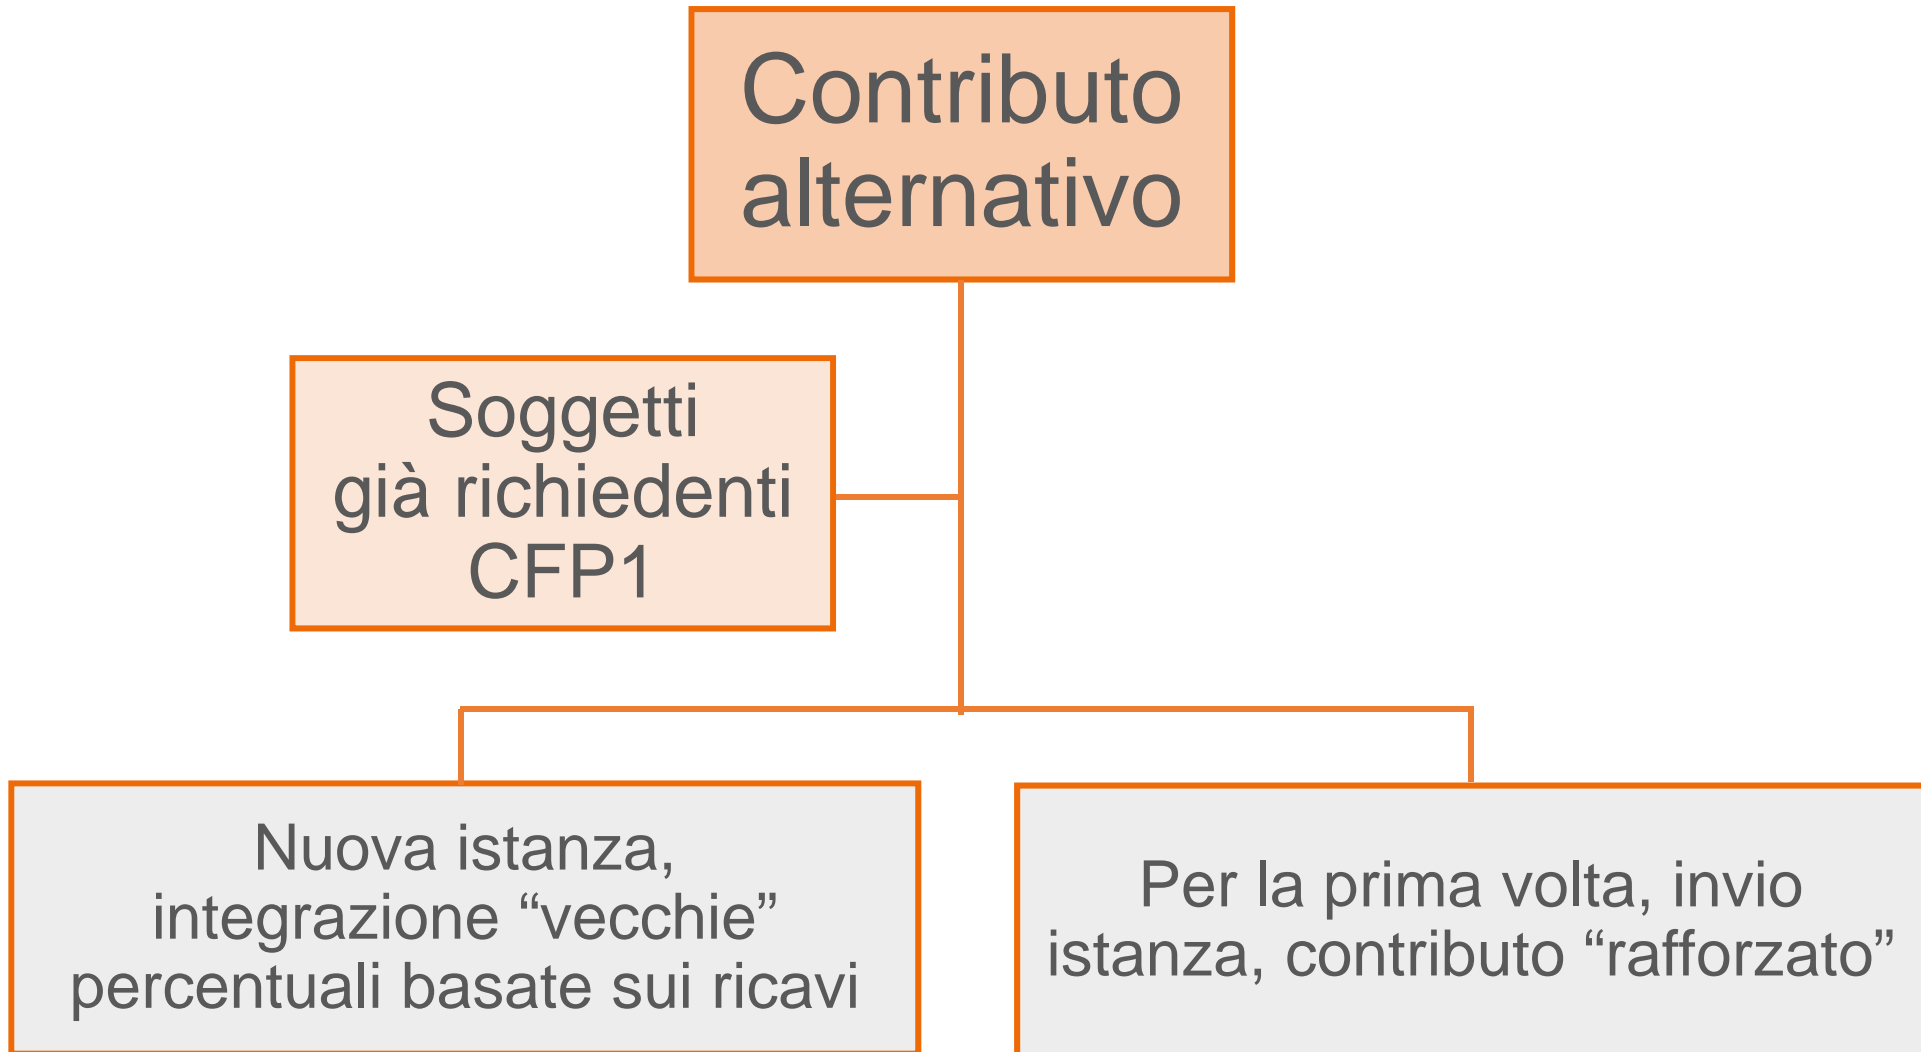 Contributo
alternativo
Soggetti
già richiedenti
CFP1
Nuova istanza,
integrazione “vecchie”
percentuali basate sui ricavi
Per la prima volta, invio
istanza, contributo “rafforzato”